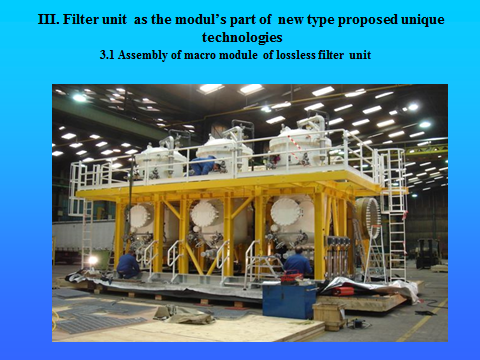 III. Filter unit as the modul's part of new type proposed unique
technologies
3.1 Assembly of macro module of lossless filter unit